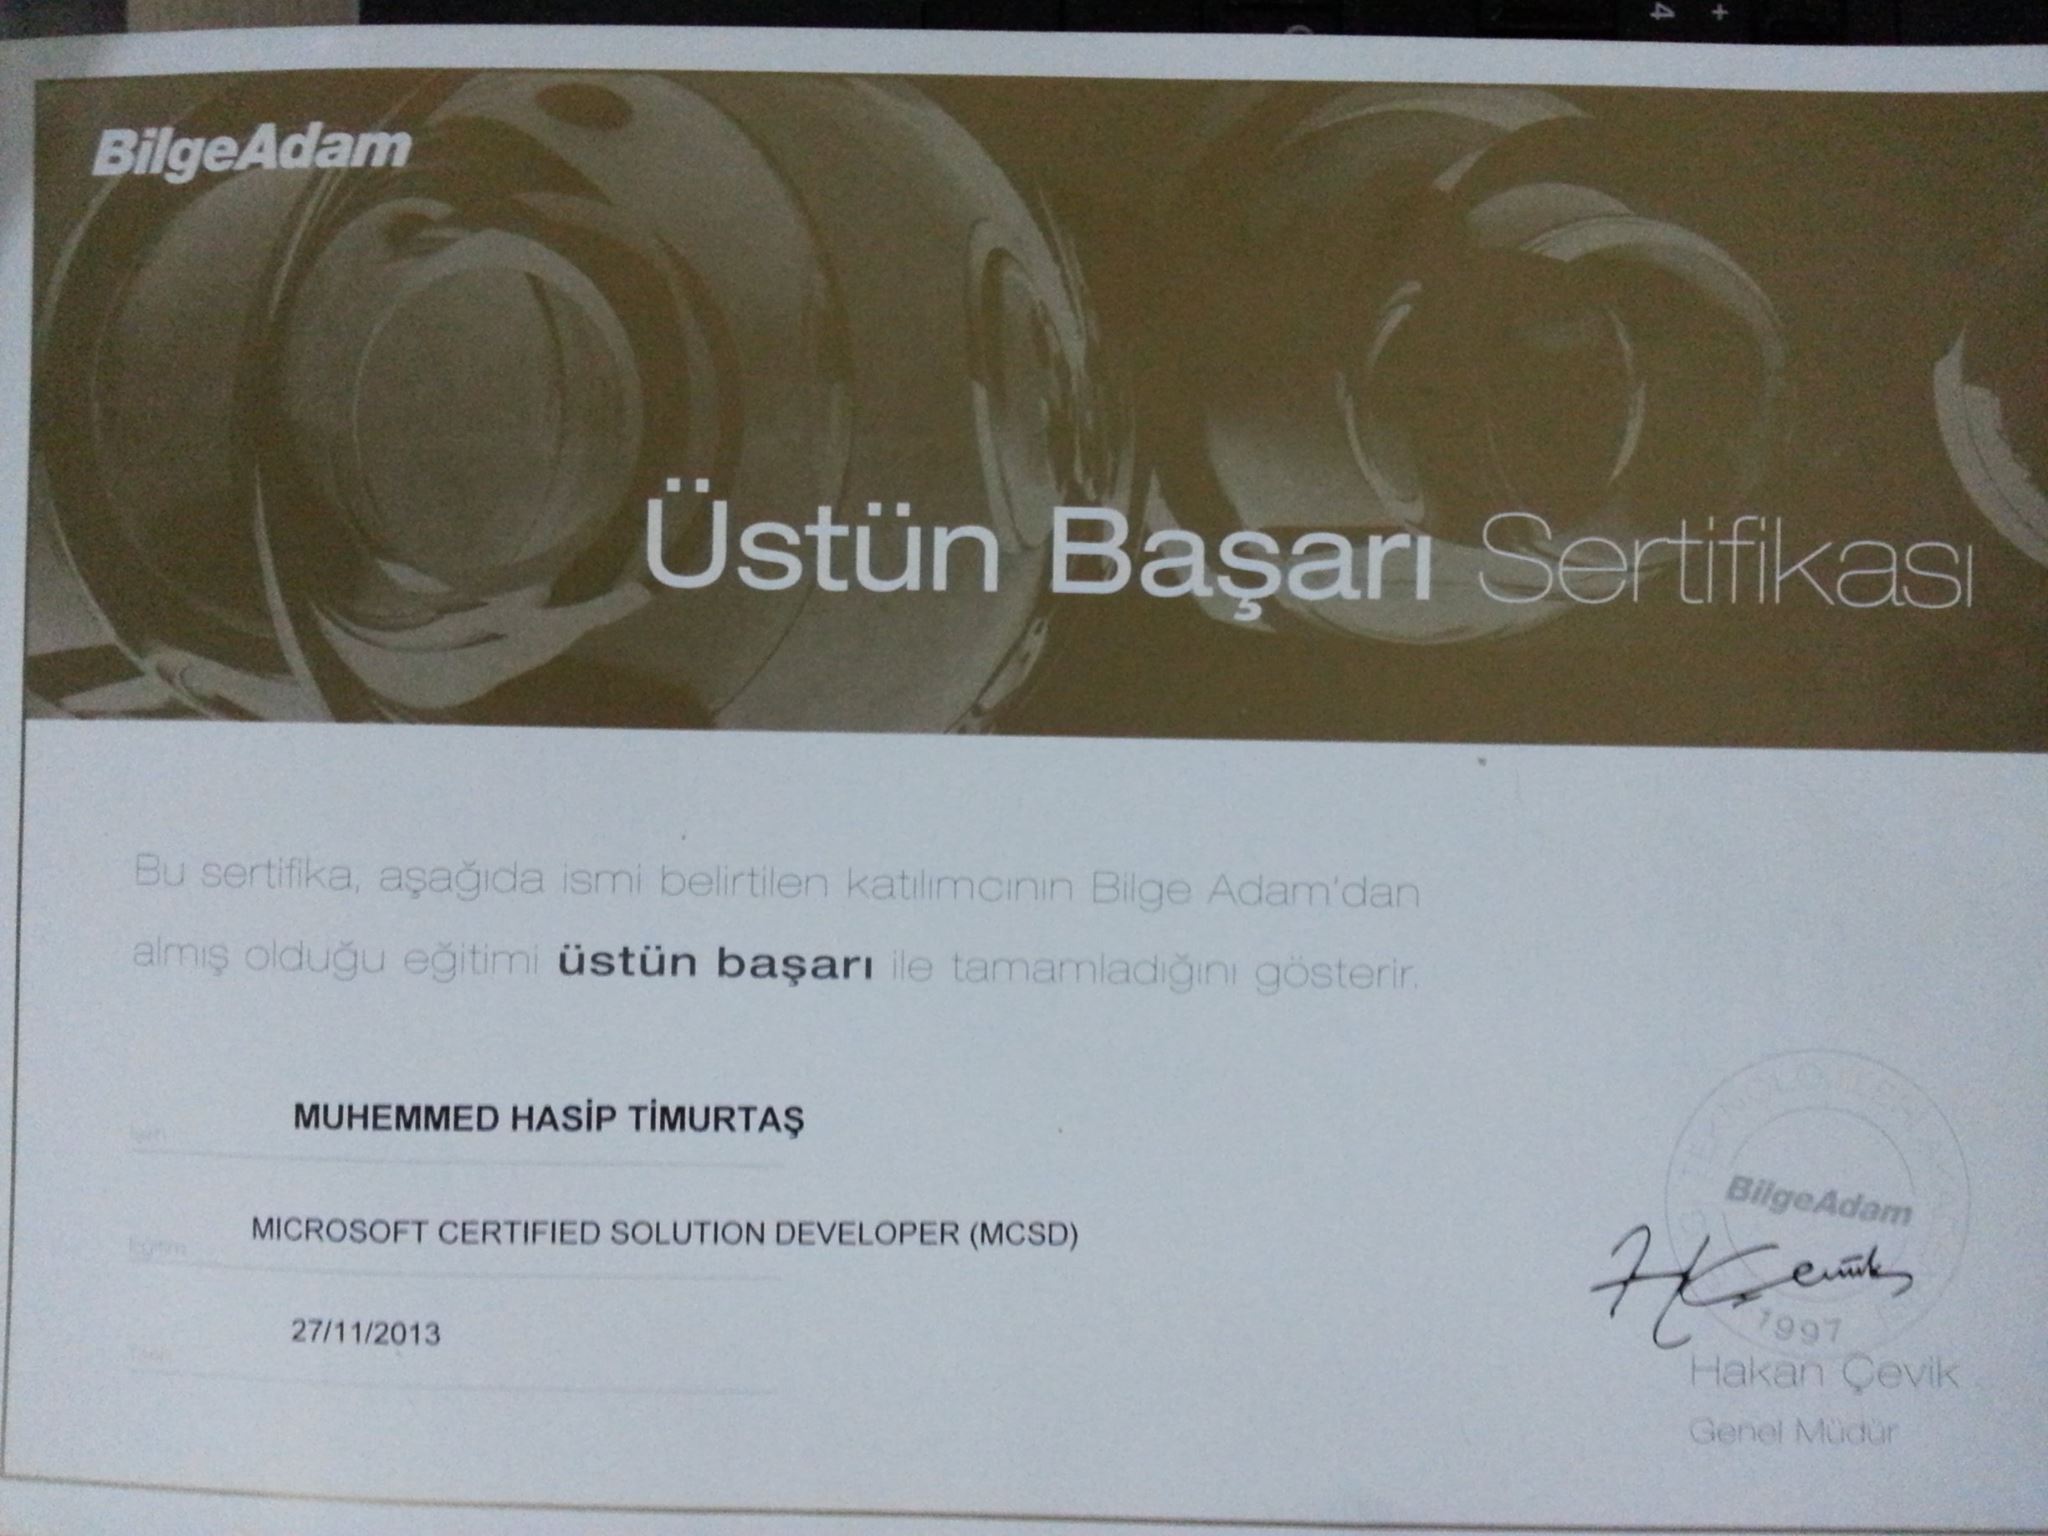 4 +
BilgeAdam
Üstün Başarı Sertifikası
Bu sertifika, aşağıda ismi belirtilen katılımcının Bilge Adam'dan
almış olduğu eğitimi üstün başarı ile tamamladığını gösterir.
İsim MUHEMMED HASİP TİMURTAŞ
Eğitim MICROSOFT CERTIFIED SOLUTION DEVELOPER (MCSD)
Tarih 27/11/2013
BilgeAdam
1997
Hakan Çevik
Genel Müdür